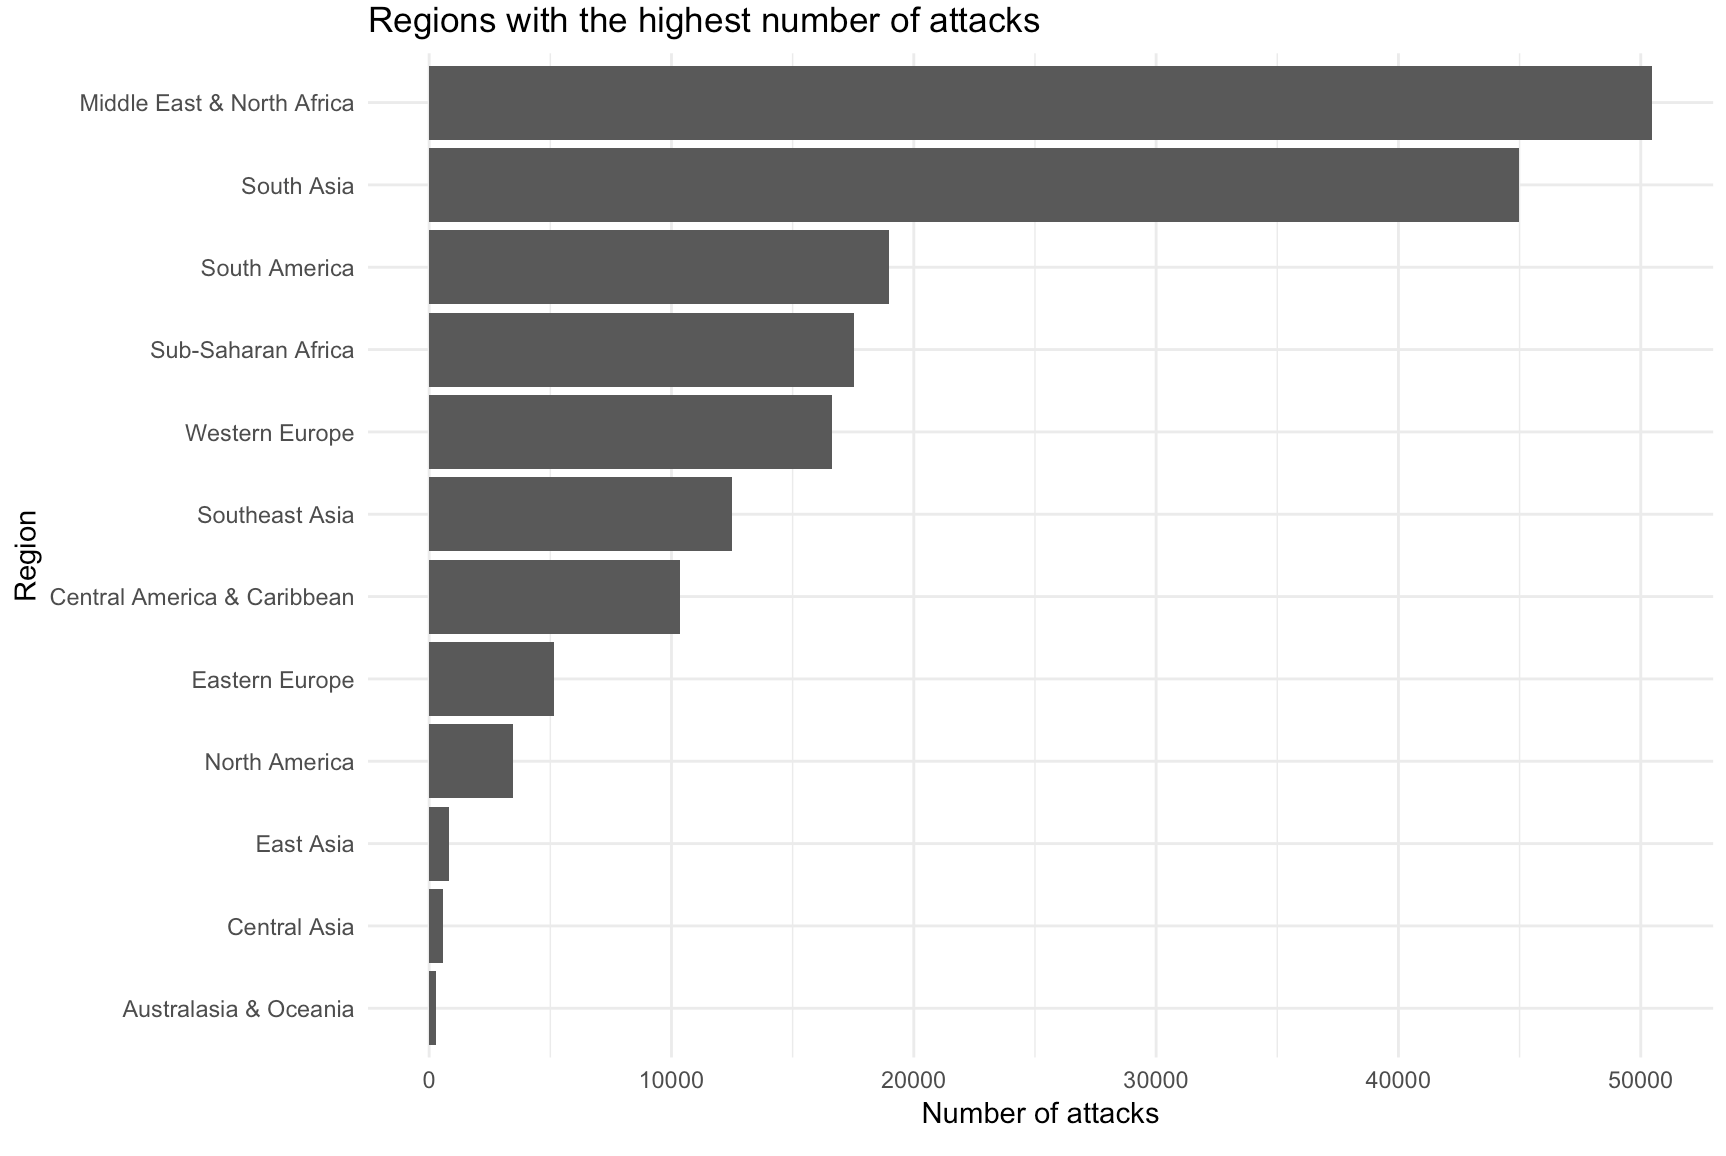 Regions with the highest number of attacks
Middle East & North Africa
South Asia
South America
Sub-Saharan Africa
Western Europe
Southeast Asia
Central America & Caribbean
Eastern Europe
North America
East Asia
Central Asia
Australasia & Oceania
Region
0 10000 20000 30000 40000 50000
Number of attacks